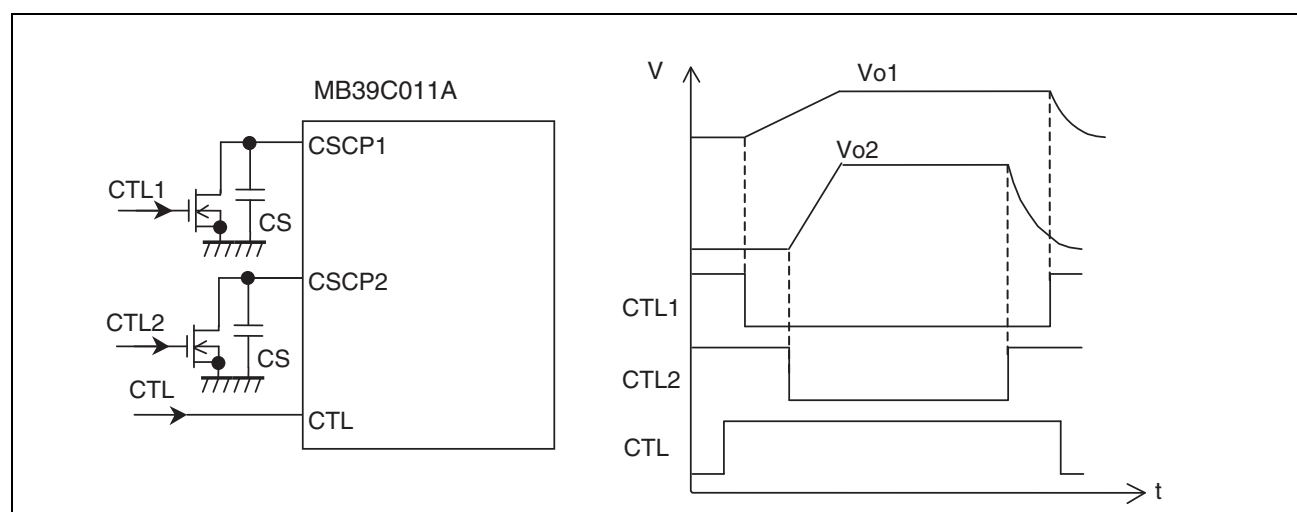 MB39C011A
CSCP1
CTL1
CS
CSCP2
CTL2
CS
CTL
CTL
V
Vo1
Vo2
CTL1
CTL2
CTL
t